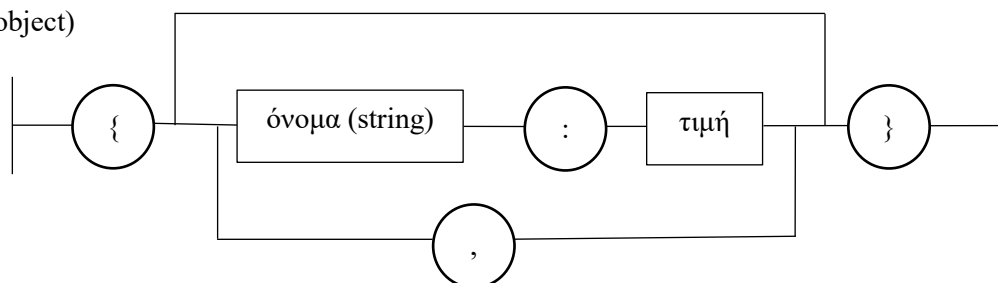 object)
{
όνομα (string)
:
τιμή
}
,